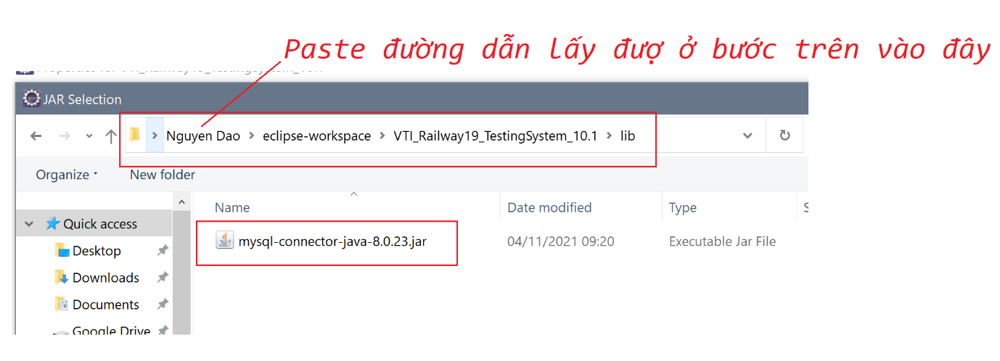 Paste đường dẫn lấy đượ ở bước trên vào đây
JAR Selection
Nguyen Dao > eclipse-workspace > VTI_Railway19_TestingSystem_10.1 > lib
Organize
New folder
Name
Date modified
Type
Quick access
mysql-connector-java-8.0.23.jar
04/11/2021 09:20
Executable Jar File
Desktop
Downloads
Documents
Google Drive